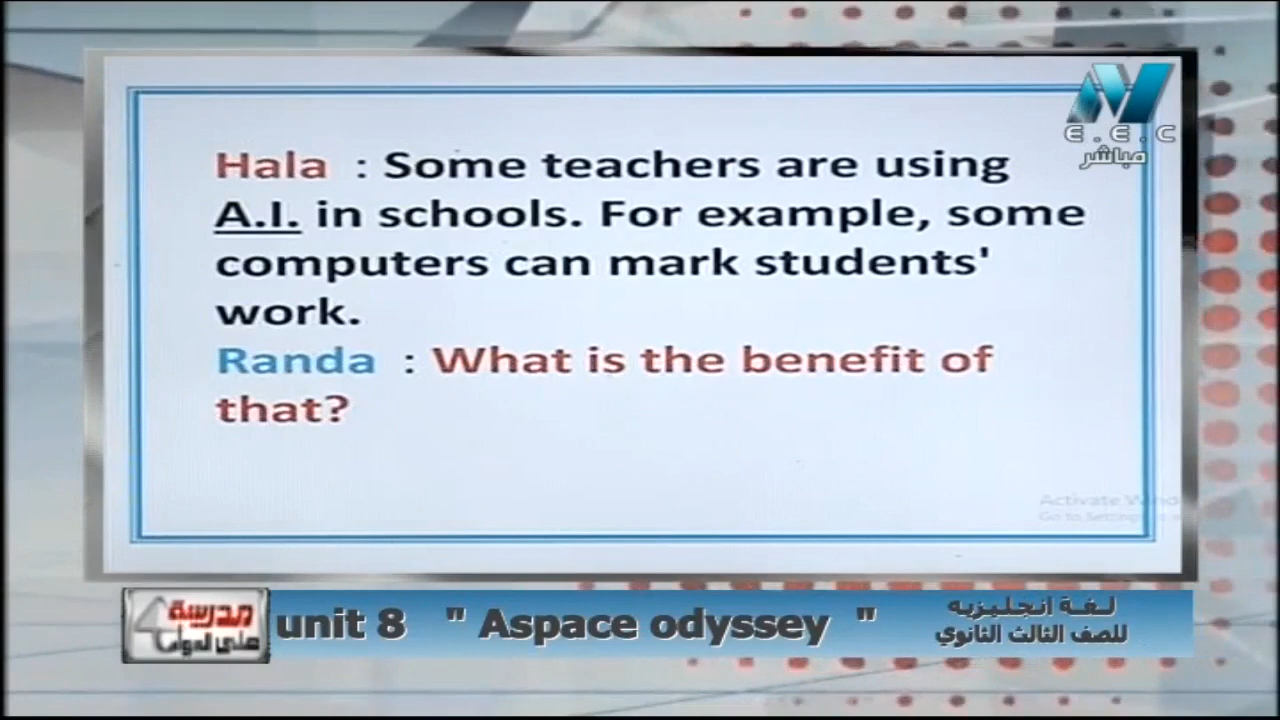 E.E.C
مباشر
Hala : Some teachers are using
A.I. in schools. For example, some
computers can mark students'
work.
Randa : What is the benefit of
that?
مدرسة
على الهواء
unit 8 " Aspace odyssey "
لغة انجليزيه
للصف الثالث الثانوي